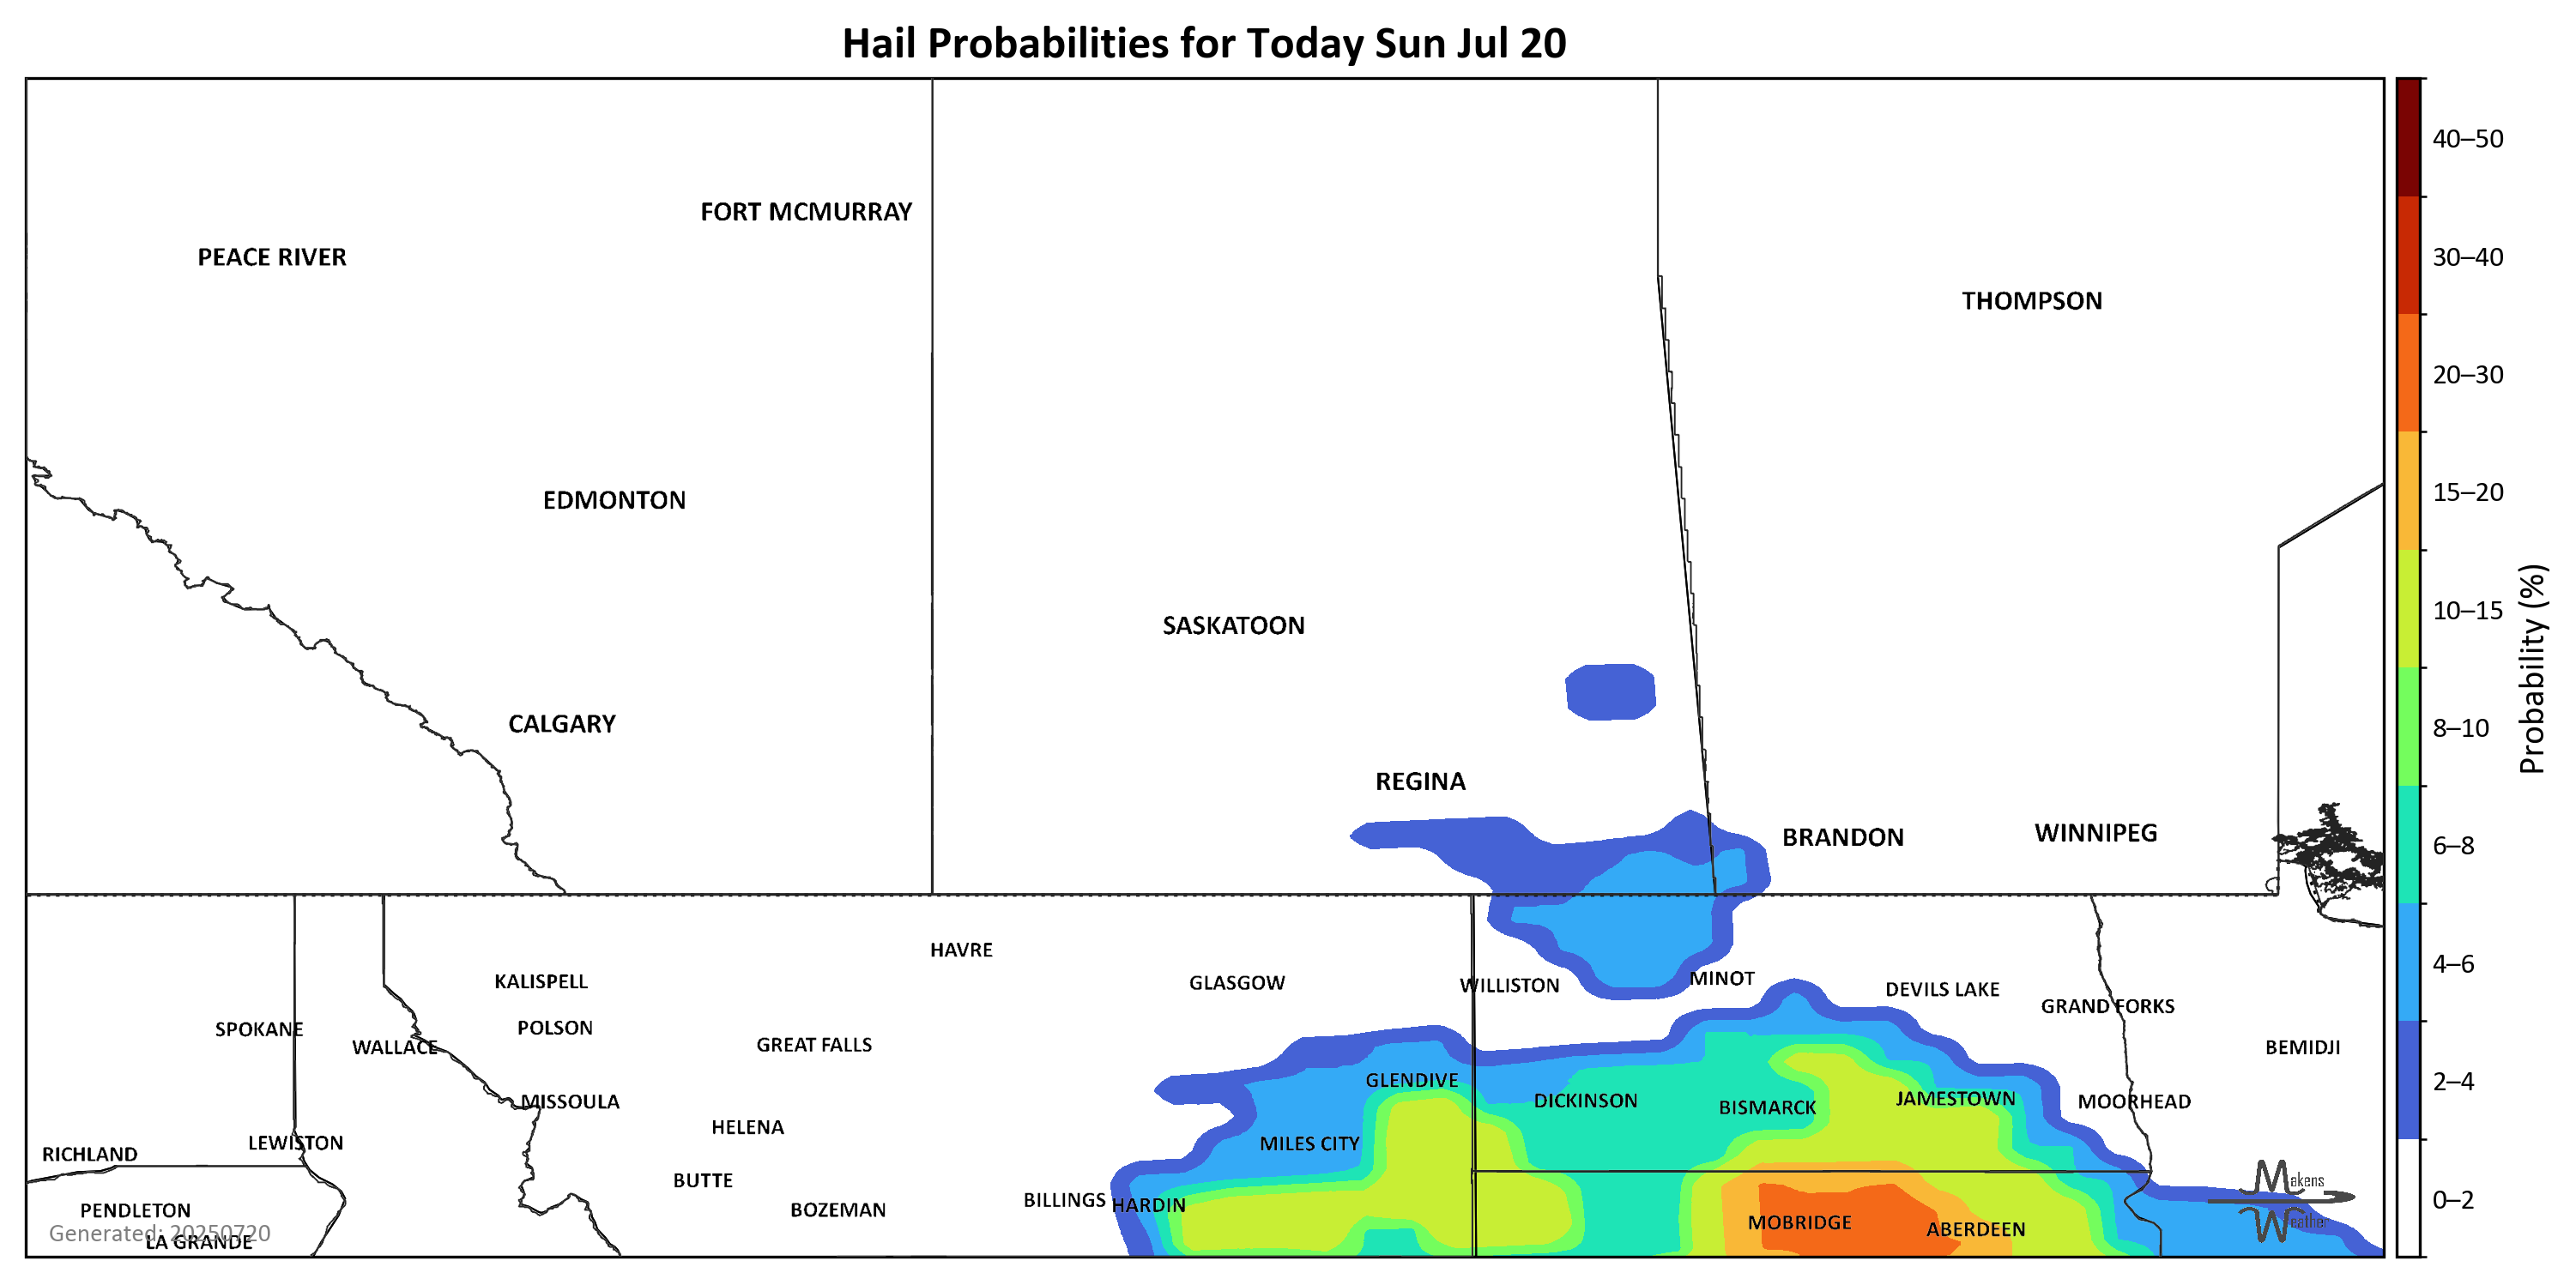 Hail Probabilities for Today Sun Jul 20
40–50
FORT MCMURRAY
PEACE RIVER
30–40
THOMPSON
20–30
EDMONTON
15–20
10–15
SASKATOON
Probability (%)
CALGARY
8–10
REGINA
BRANDON
WINNIPEG
6–8
HAVRE
4–6
KALISPELL
GLASGOW
WILLISTON
MINOT
DEVILS LAKE
GRAND FORKS
SPOKANE
POLSON
WALLACE
GREAT FALLS
BEMIDJI
GLENDIVE
2–4
MISSOULA
DICKINSON
BISMARCK
JAMESTOWN
MOORHEAD
HELENA
LEWISTON
MILES CITY
RICHLAND
BUTTE
Makens
BILLINGS
HARDIN
0–2
PENDLETON
BOZEMAN
MOBRIDGE
ABERDEEN
Weather
Generated: 20250720
LA GRANDE